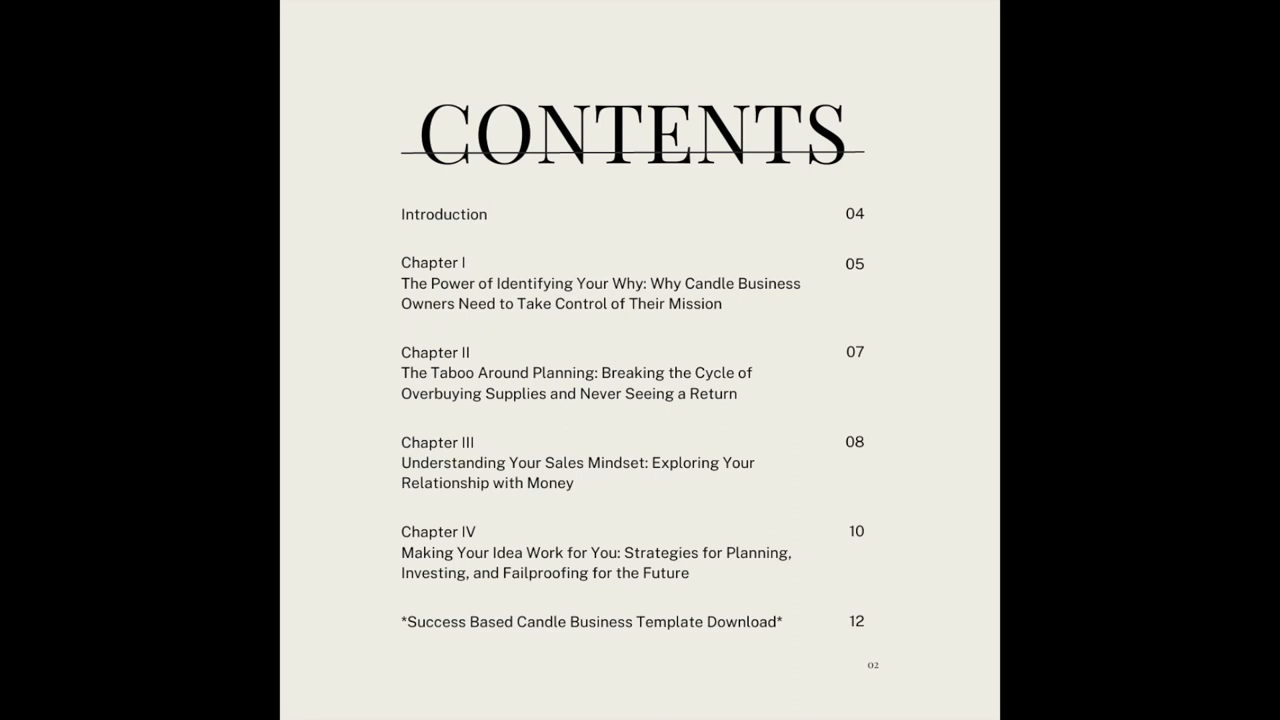 CONTENTS
Introduction 04
Chapter I 05
The Power of Identifying Your Why: Why Candle Business
Owners Need to Take Control of Their Mission
Chapter II 07
The Taboo Around Planning: Breaking the Cycle of
Overbuying Supplies and Never Seeing a Return
Chapter III 08
Understanding Your Sales Mindset: Exploring Your
Relationship with Money
Chapter IV 10
Making Your Idea Work for You: Strategies for Planning,
Investing, and Failproofing for the Future
*Success Based Candle Business Template Download* 12
02